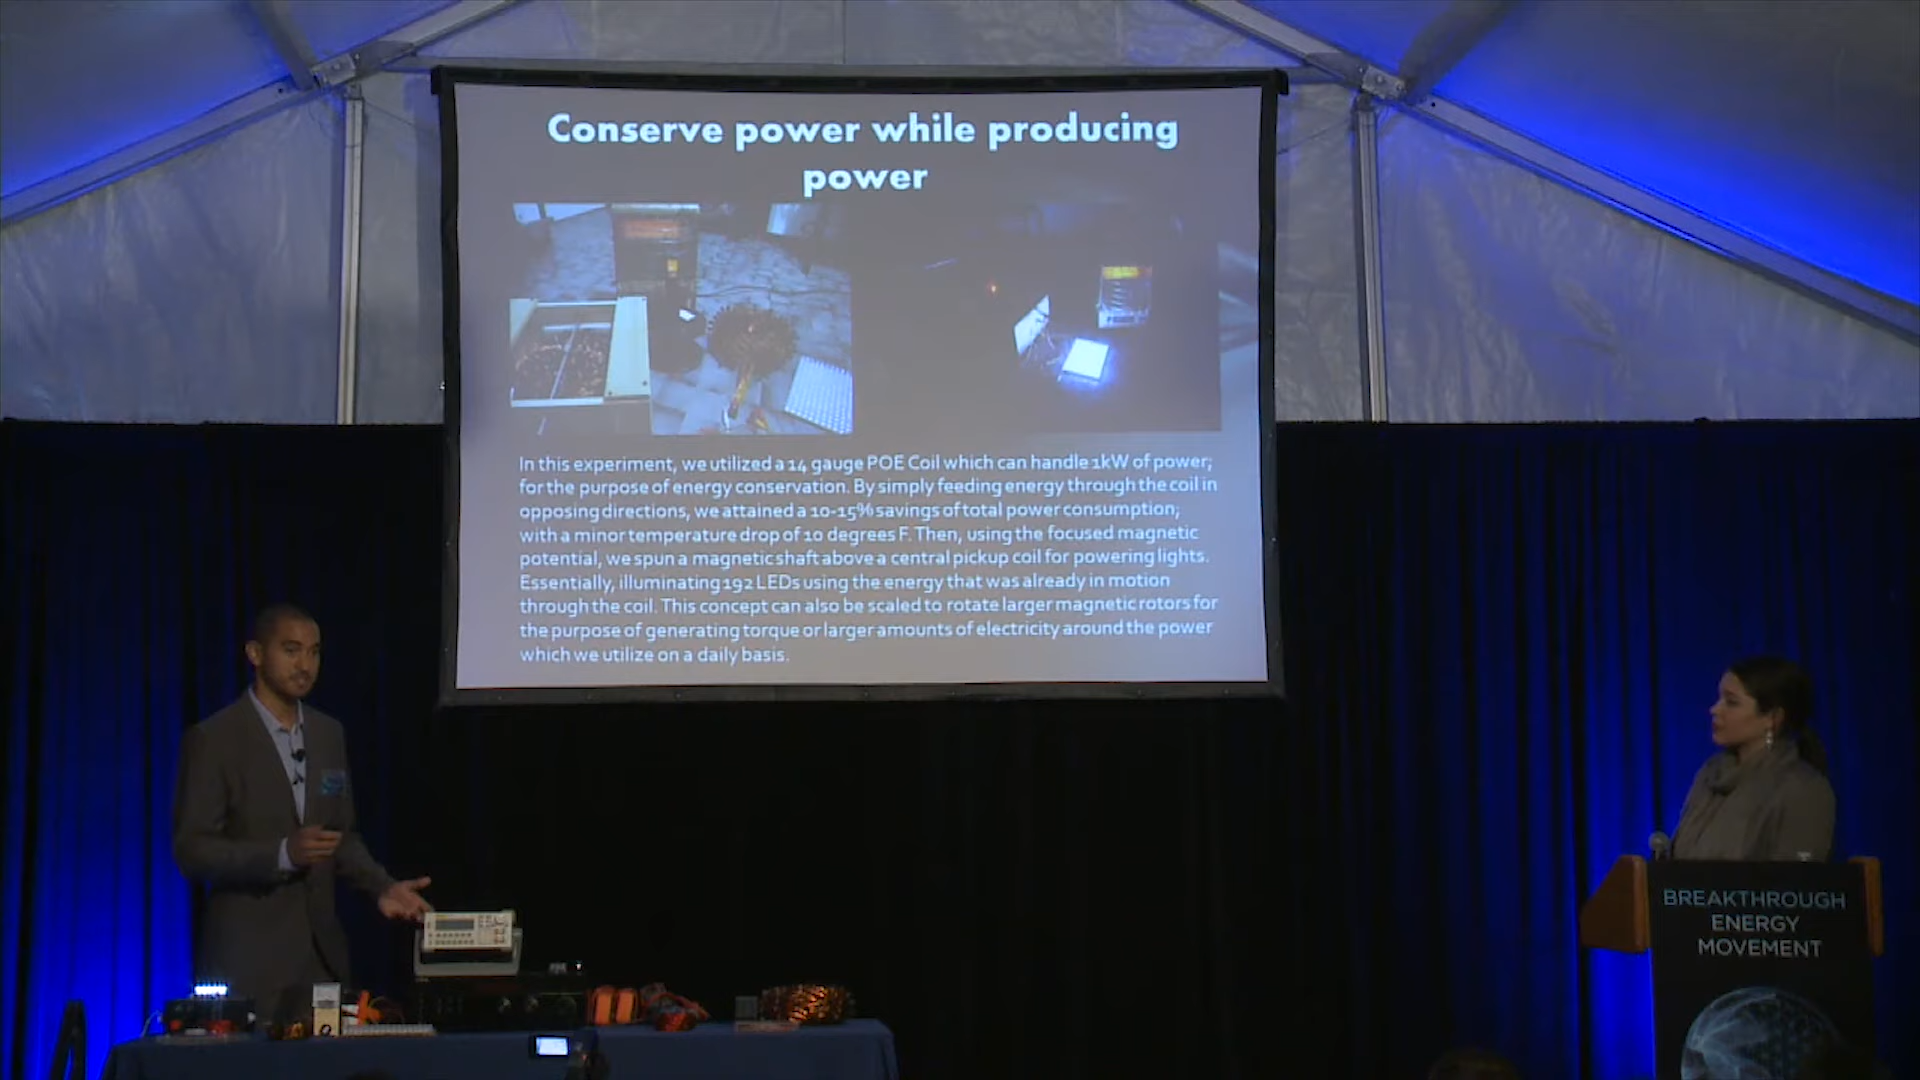 Conserve power while producing
power
In this experiment, we utilized a 14 gauge POE Coil which can handle 1kW of power;
for the purpose of energy conservation. By simply feeding energy through the coil in
opposing directions, we attained a 10-15% savings of total power consumption;
with a minor temperature drop of 10 degrees F. Then, using the focused magnetic
potential, we spun a magnetic shaft above a central pickup coil for powering lights.
Essentially, illuminating 192 LEDs using the energy that was already in motion
through the coil. This concept can also be scaled to rotate larger magnetic rotors for
the purpose of generating torque or larger amounts of electricity around the power
which we utilize on a daily basis.
BREAKTHROUGH
ENERGY
MOVEMENT